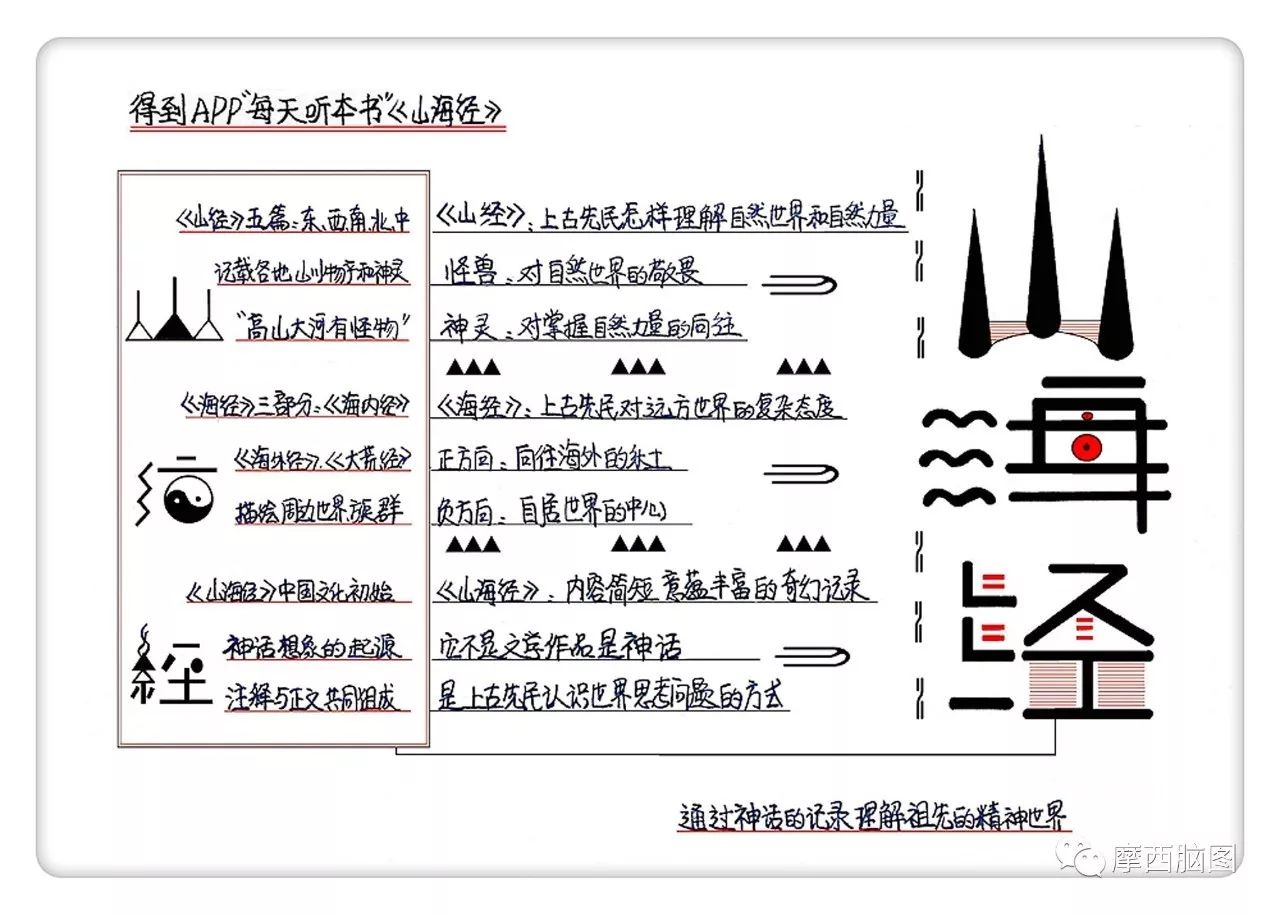 得到APP"每天听本书"《山海经》
《山经》五篇:东、西、南、北、中
记载各地山川物产和神灵
"高山大河有怪物"
《山经》:上古先民怎样理解自然世界和自然力量
怪兽:对自然世界的敬畏
神灵:对掌握自然力量的向往
《海经》三部分:《海内经》
《海外经》、《大荒经》
描绘周边世界、族群
《海经》:上古先民对远方世界的复杂态度
正方向:向往海外的乐土
负方向:自居世界的中心
《山海经》中国文化初始
神话想象的起源
注释与正文共同组成
《山海经》:内容简短 意蕴丰富的奇幻记录
它不是文学作品是神话
是上古先民认识世界思考问题的方式
山
海
经
通过神话的记录理解祖先的精神世界
摩西脑图